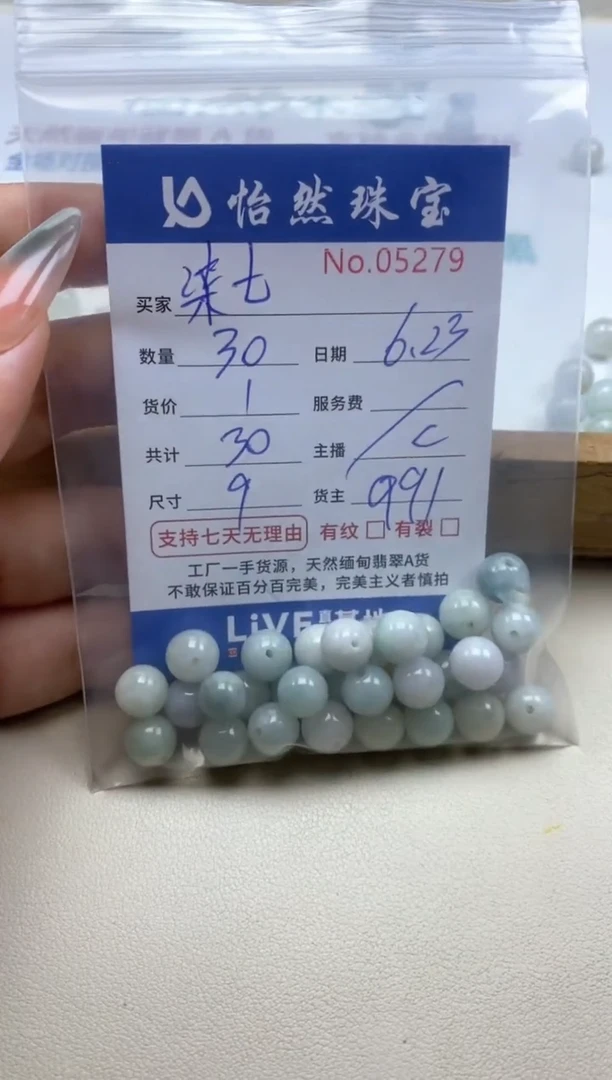 怡然珠宝
No.05279
买家 柒七
数量 30 日期 6.23
货价 1 服务费
共计 30 主播 C
尺寸 9 货主 991
支持七天无理由 有纹 有裂
工厂一手货源，天然缅甸翡翠A货
不敢保证百分百完美，完美主义者慎拍
LiVE